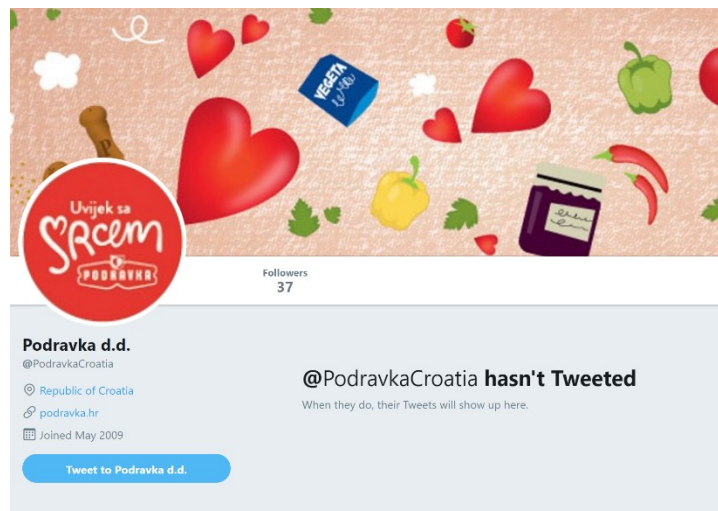 VEGETA
P
Uvijek sa
SRCEM
PODRAVKA
Followers
37
Podravka d.d.
@PodravkaCroatia
Republic of Croatia
podravka.hr
Joined May 2009
Tweet to Podravka d.d.
@PodravkaCroatia hasn't Tweeted
When they do, their Tweets will show up here.